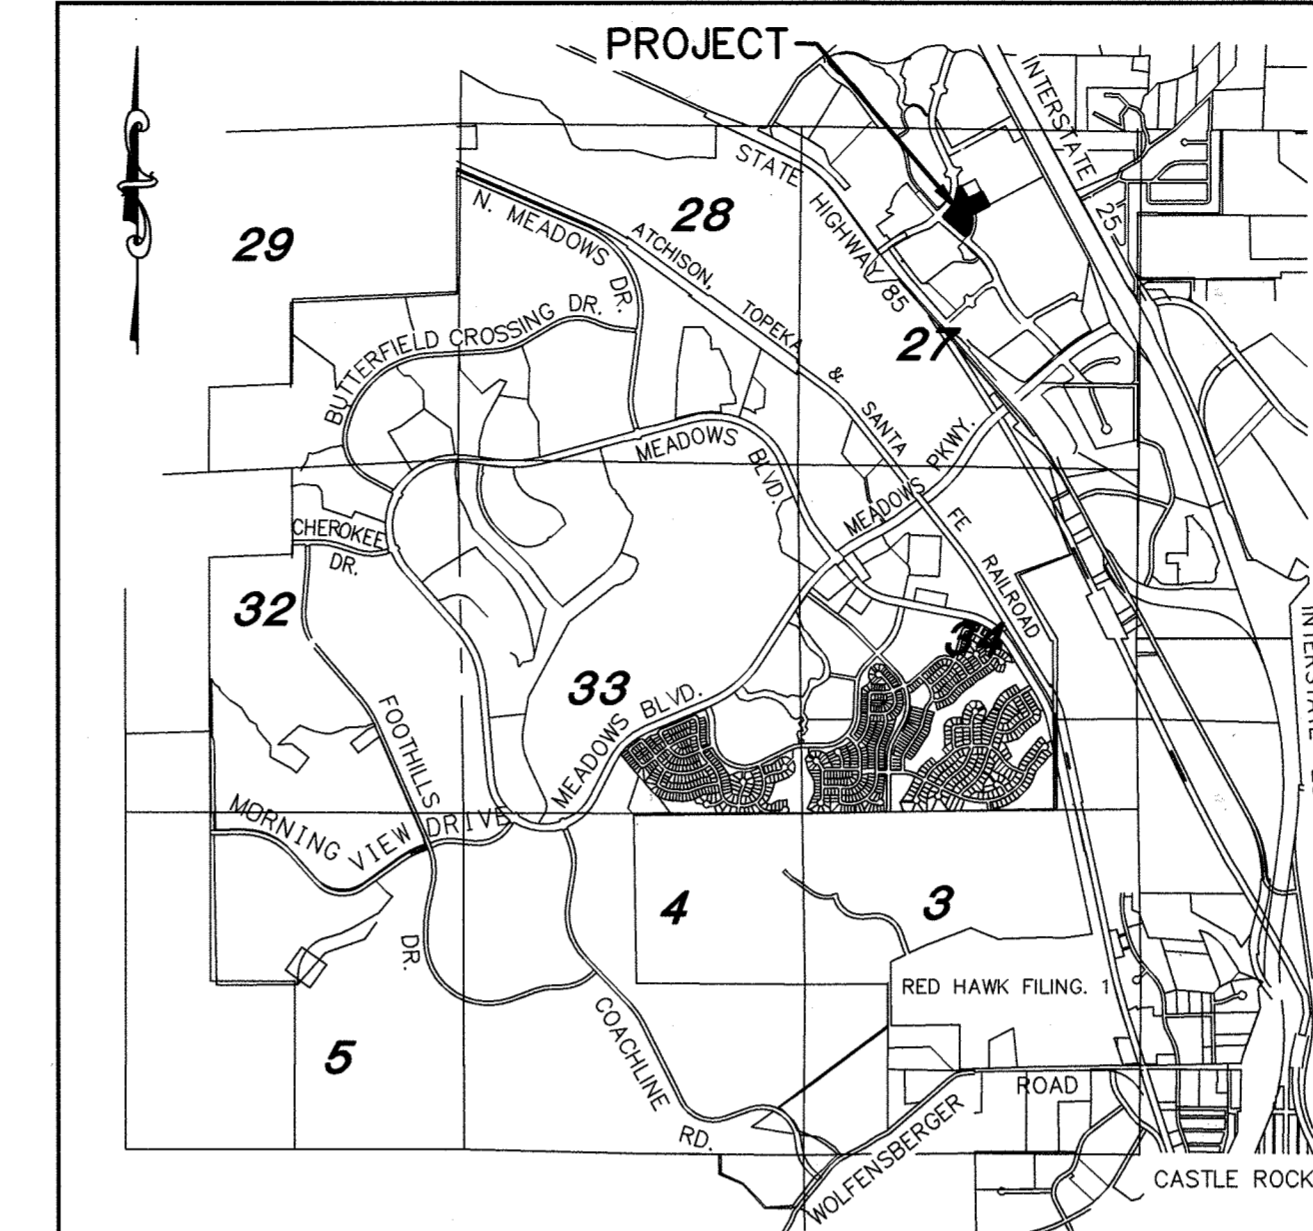 PROJECT
INTERSTATE 25
STATE HIGHWAY 85
28
N. MEADOWS DR.
29
ATCHISON, TOPEKA & SANTA FE RAILROAD
BUTTERFIELD CROSSING DR.
27
MEADOWS BLVD.
MEADOWS PKWY.
CHEROKEE
DR.
32
34
33
MEADOWS BLVD.
INTERSTATE
FOOTHILLS DR.
MORNING VIEW DRIVE
4
3
RED HAWK FILING. 1
5
COACHLINE RD.
WOLFENSBERGER ROAD
CASTLE ROCK